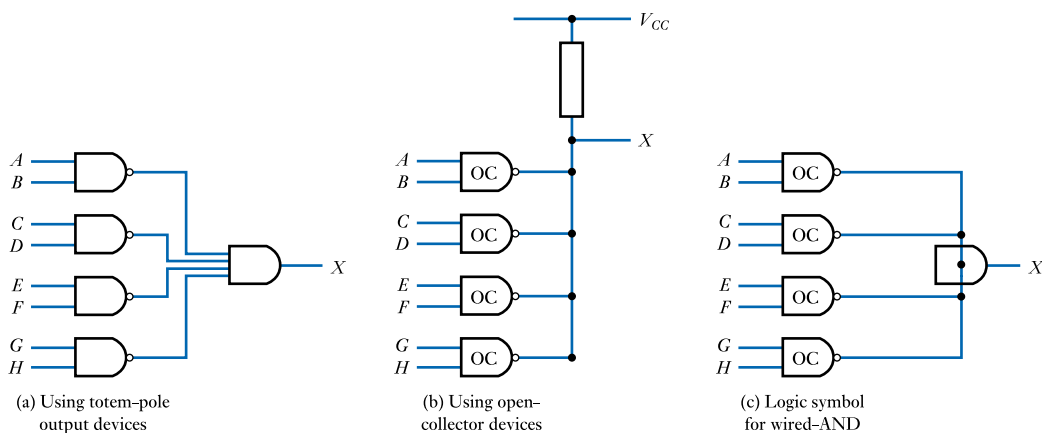 V_CC
X
A
B
C
D
E
F
G
H
X
A
B
OC
C
D
OC
E
F
OC
G
H
OC
A
B
OC
C
D
OC
E
F
OC
G
H
OC
X
(a) Using totem-pole
output devices
(b) Using open-
collector devices
(c) Logic symbol
for wired-AND